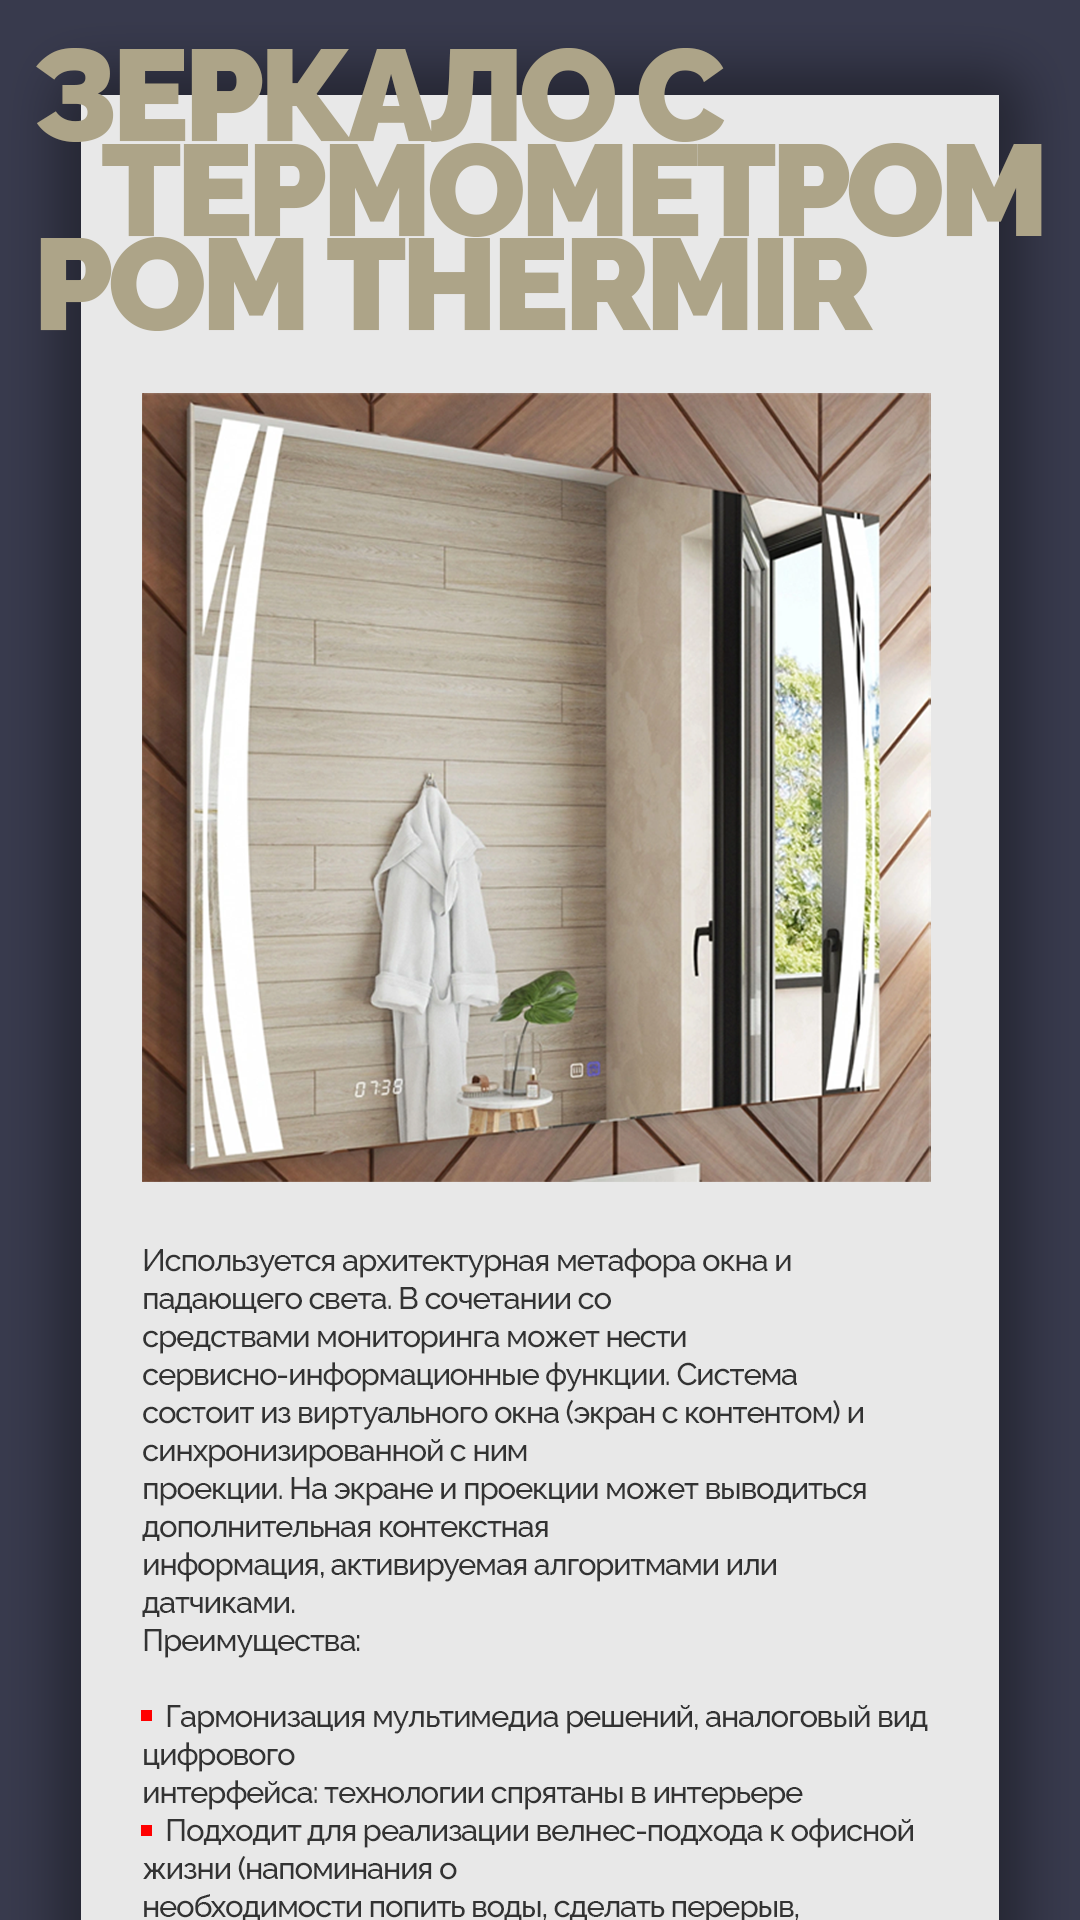 ЗЕРКАЛО С
ТЕРМОМЕТРОМ
РОМ THERMIR
07:38
Используется архитектурная метафора окна и
падающего света. В сочетании со
средствами мониторинга может нести
сервисно-информационные функции. Система
состоит из виртуального окна (экран с контентом) и
синхронизированной с ним
проекции. На экране и проекции может выводиться
дополнительная контекстная
информация, активируемая алгоритмами или
датчиками.
Преимущества:
Гармонизация мультимедиа решений, аналоговый вид
цифрового
интерфейса: технологии спрятаны в интерьере
Подходит для реализации велнес-подхода к офисной
жизни (напоминания о
необходимости попить воды, сделать перерыв,